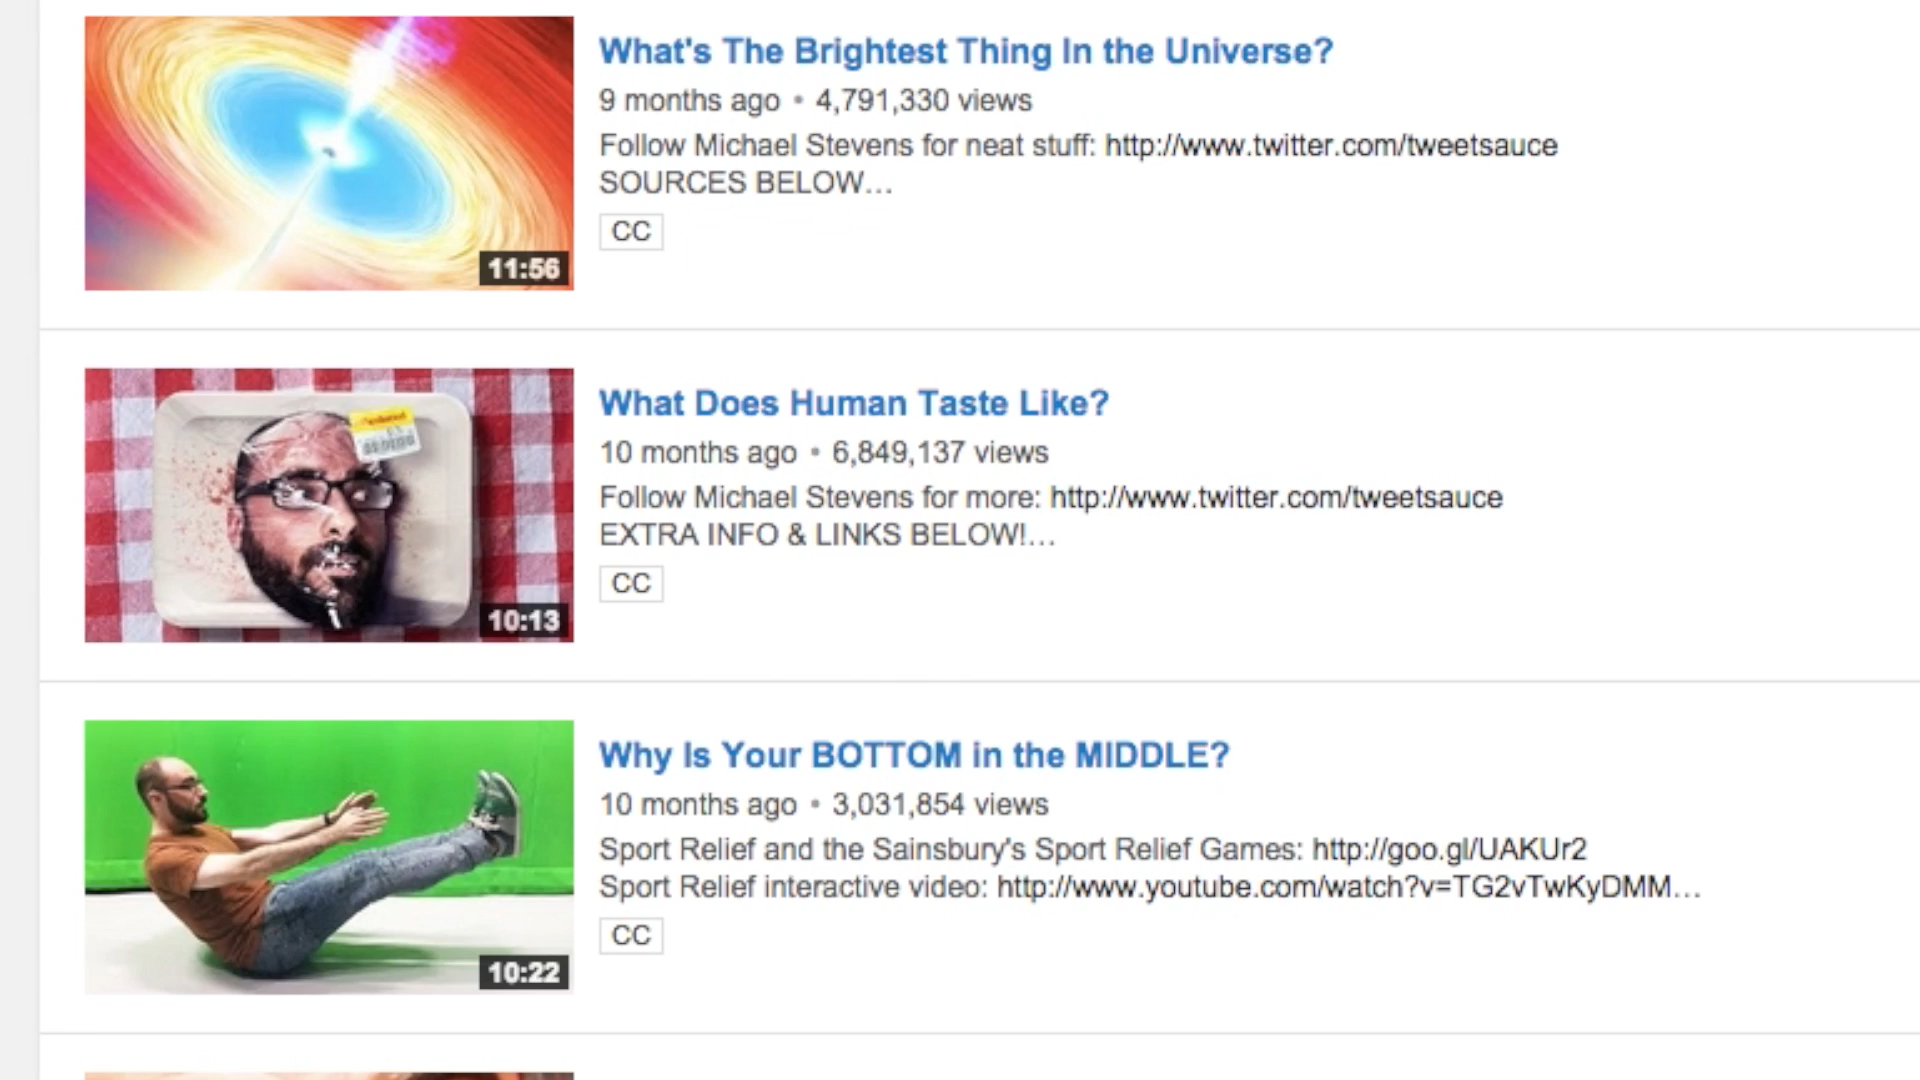 What's The Brightest Thing In the Universe?
9 months ago • 4,791,330 views
Follow Michael Stevens for neat stuff: http://www.twitter.com/tweetsauce
SOURCES BELOW...
CC
11:56
What Does Human Taste Like?
10 months ago • 6,849,137 views
Follow Michael Stevens for more: http://www.twitter.com/tweetsauce
EXTRA INFO & LINKS BELOW!...
CC
10:13
Why Is Your BOTTOM in the MIDDLE?
10 months ago • 3,031,854 views
Sport Relief and the Sainsbury's Sport Relief Games: http://goo.gl/UAKUr2
Sport Relief interactive video: http://www.youtube.com/watch?v=TG2vTwKyDMM...
CC
10:22